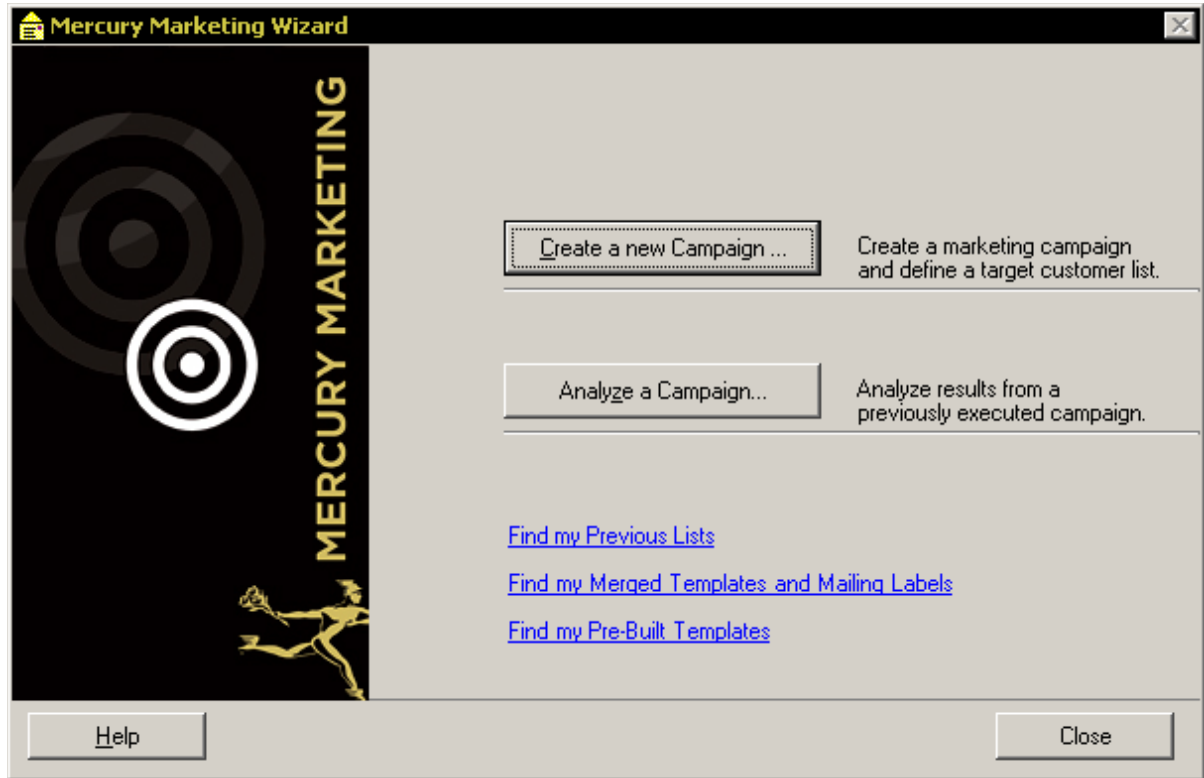 Mercury Marketing Wizard
MERCURY MARKETING
Create a new Campaign ...
Create a marketing campaign
and define a target customer list.
Analyze a Campaign...
Analyze results from a
previously executed campaign.
Find my Previous Lists
Find my Merged Templates and Mailing Labels
Find my Pre-Built Templates
Help
Close